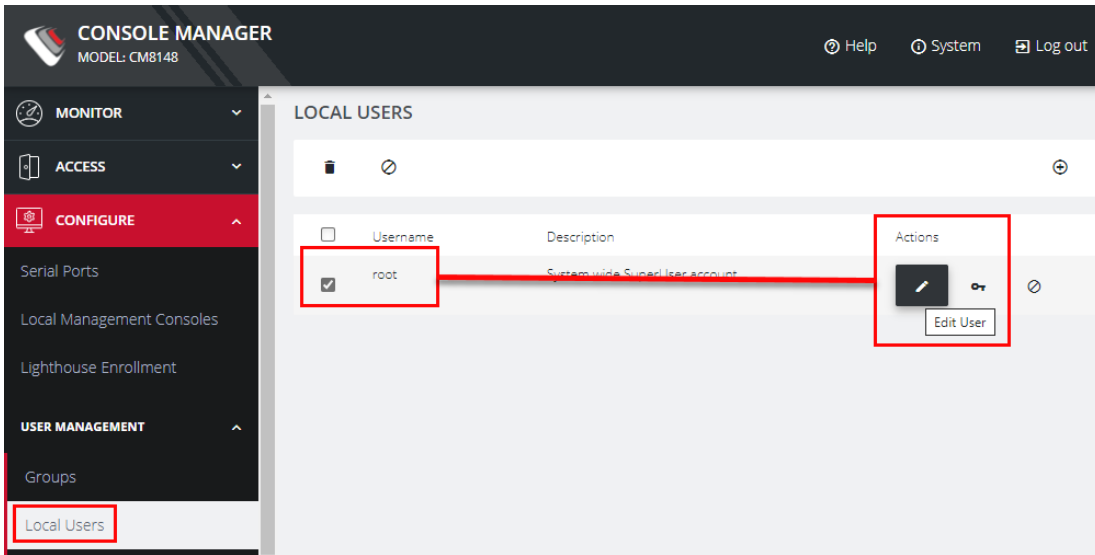 CONSOLE MANAGER
MODEL: CM8148
Help
System
Log out
MONITOR
ACCESS
CONFIGURE
Serial Ports
Local Management Consoles
Lighthouse Enrollment
USER MANAGEMENT
Groups
Local Users
LOCAL USERS
Username Description Actions
root System wide SuperUser account
Edit User